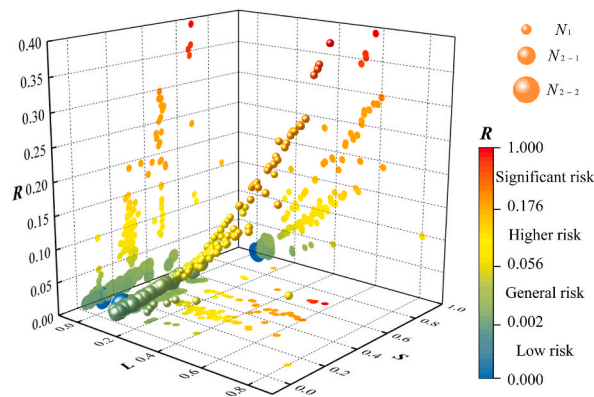 0.40
0.35
0.30
0.25
R 0.20
0.15
0.10
0.05
0.00
0.0
0.2
L 0.4
0.6
0.8
0.0
0.2
0.4 S
0.6
0.8
1.0
N₁
N₂₋₁
N₂₋₂
R
1.000
Significant risk
0.176
Higher risk
0.056
General risk
0.002
Low risk
0.000